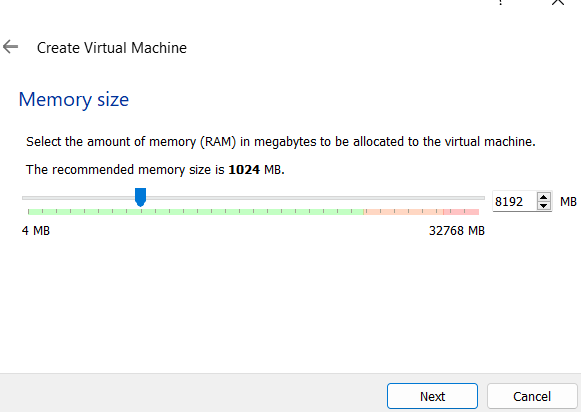 Create Virtual Machine
Memory size
Select the amount of memory (RAM) in megabytes to be allocated to the virtual machine.
The recommended memory size is 1024 MB.
8192 MB
4 MB 32768 MB
Next Cancel